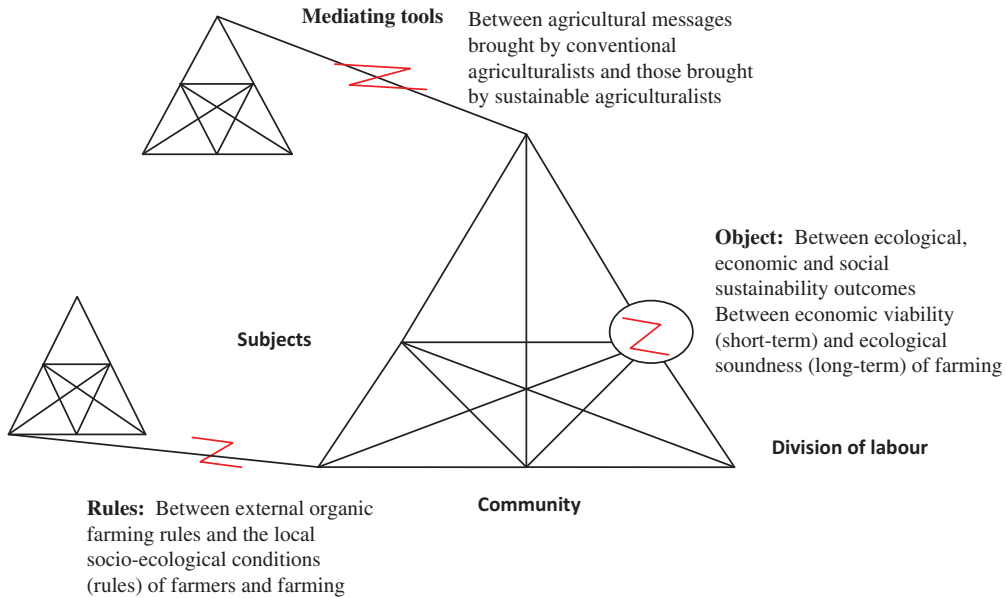 Mediating tools
Between agricultural messages
brought by conventional
agriculturalists and those brought
by sustainable agriculturalists
Object: Between ecological,
economic and social
sustainability outcomes
Between economic viability
(short-term) and ecological
soundness (long-term) of farming
Subjects
Division of labour
Community
Rules: Between external organic
farming rules and the local
socio-ecological conditions
(rules) of farmers and farming